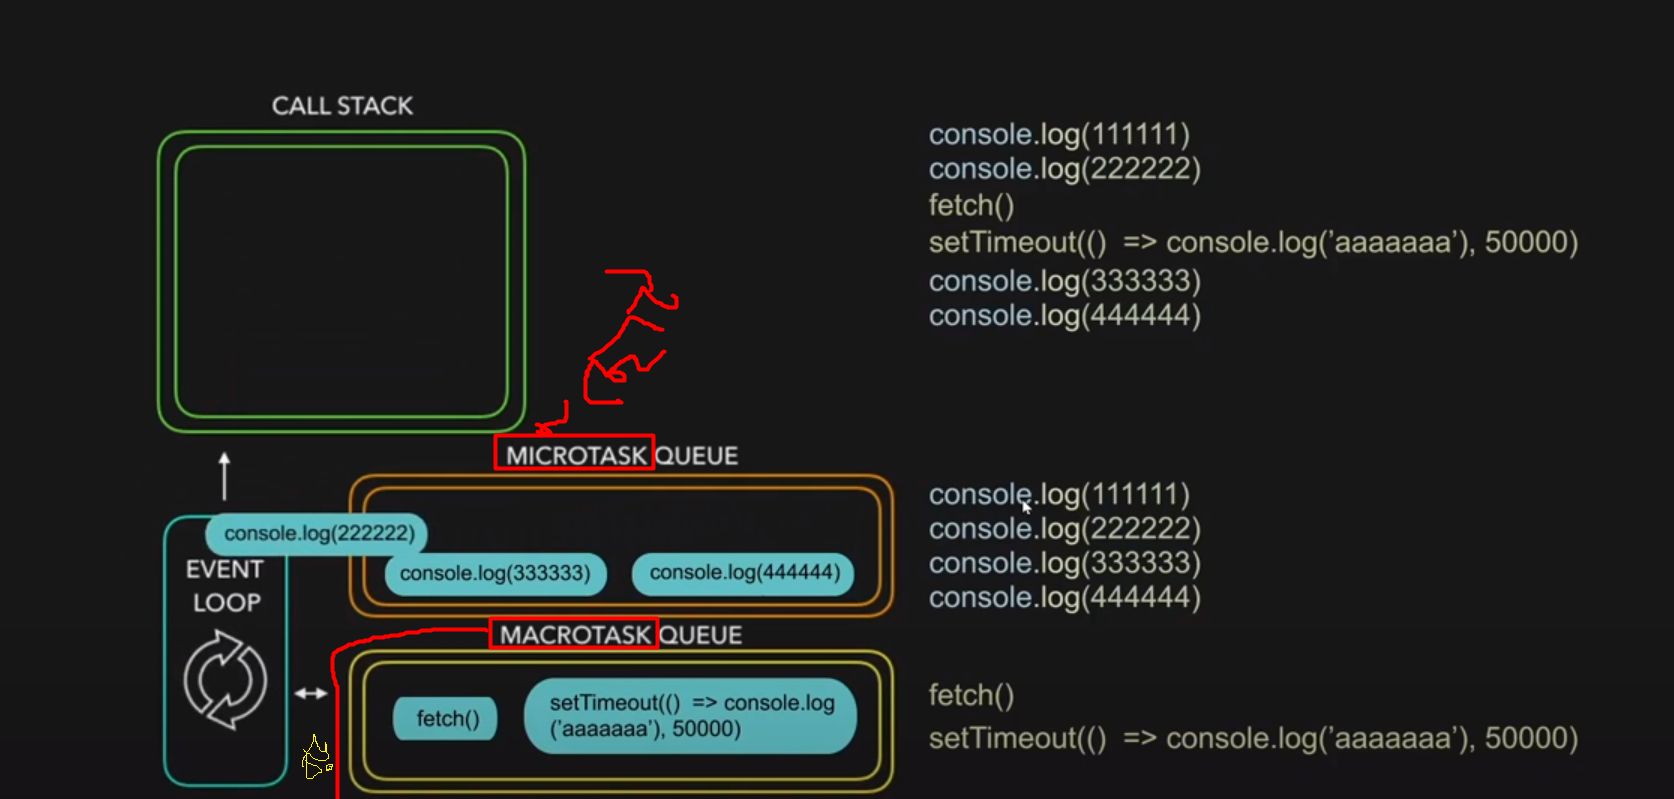 CALL STACK
console.log(111111)
console.log(222222)
fetch()
setTimeout(() => console.log('aaaaaaa'), 50000)
console.log(333333)
console.log(444444)
MICROTASK QUEUE
console.log(222222)
console.log(333333)
console.log(444444)
EVENT
LOOP
console.log(111111)
console.log(222222)
console.log(333333)
console.log(444444)
MACROTASK QUEUE
fetch()
setTimeout(() => console.log
('aaaaaaa'), 50000)
fetch()
setTimeout(() => console.log('aaaaaaa'), 50000)